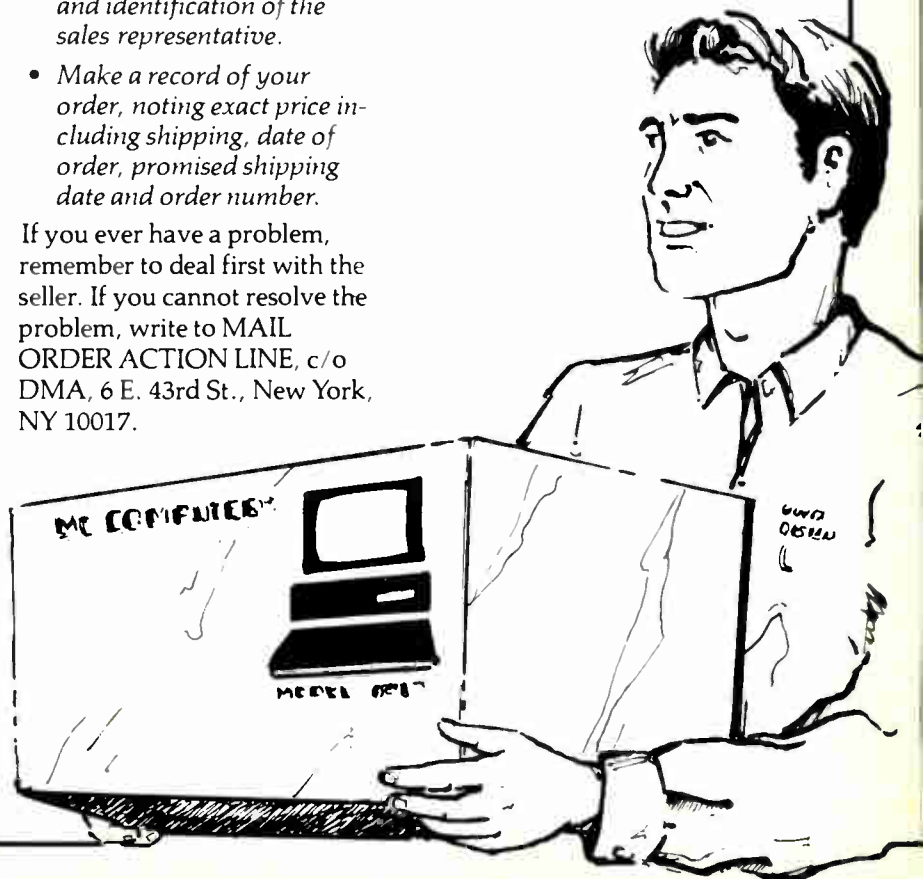 and identification of the
sales representative.
• Make a record of your
order, noting exact price in-
cluding shipping, date of
order, promised shipping
date and order number.
If you ever have a problem,
remember to deal first with the
seller. If you cannot resolve the
problem, write to MAIL
ORDER ACTION LINE, c/o
DMA, 6 E. 43rd St., New York,
NY 10017.